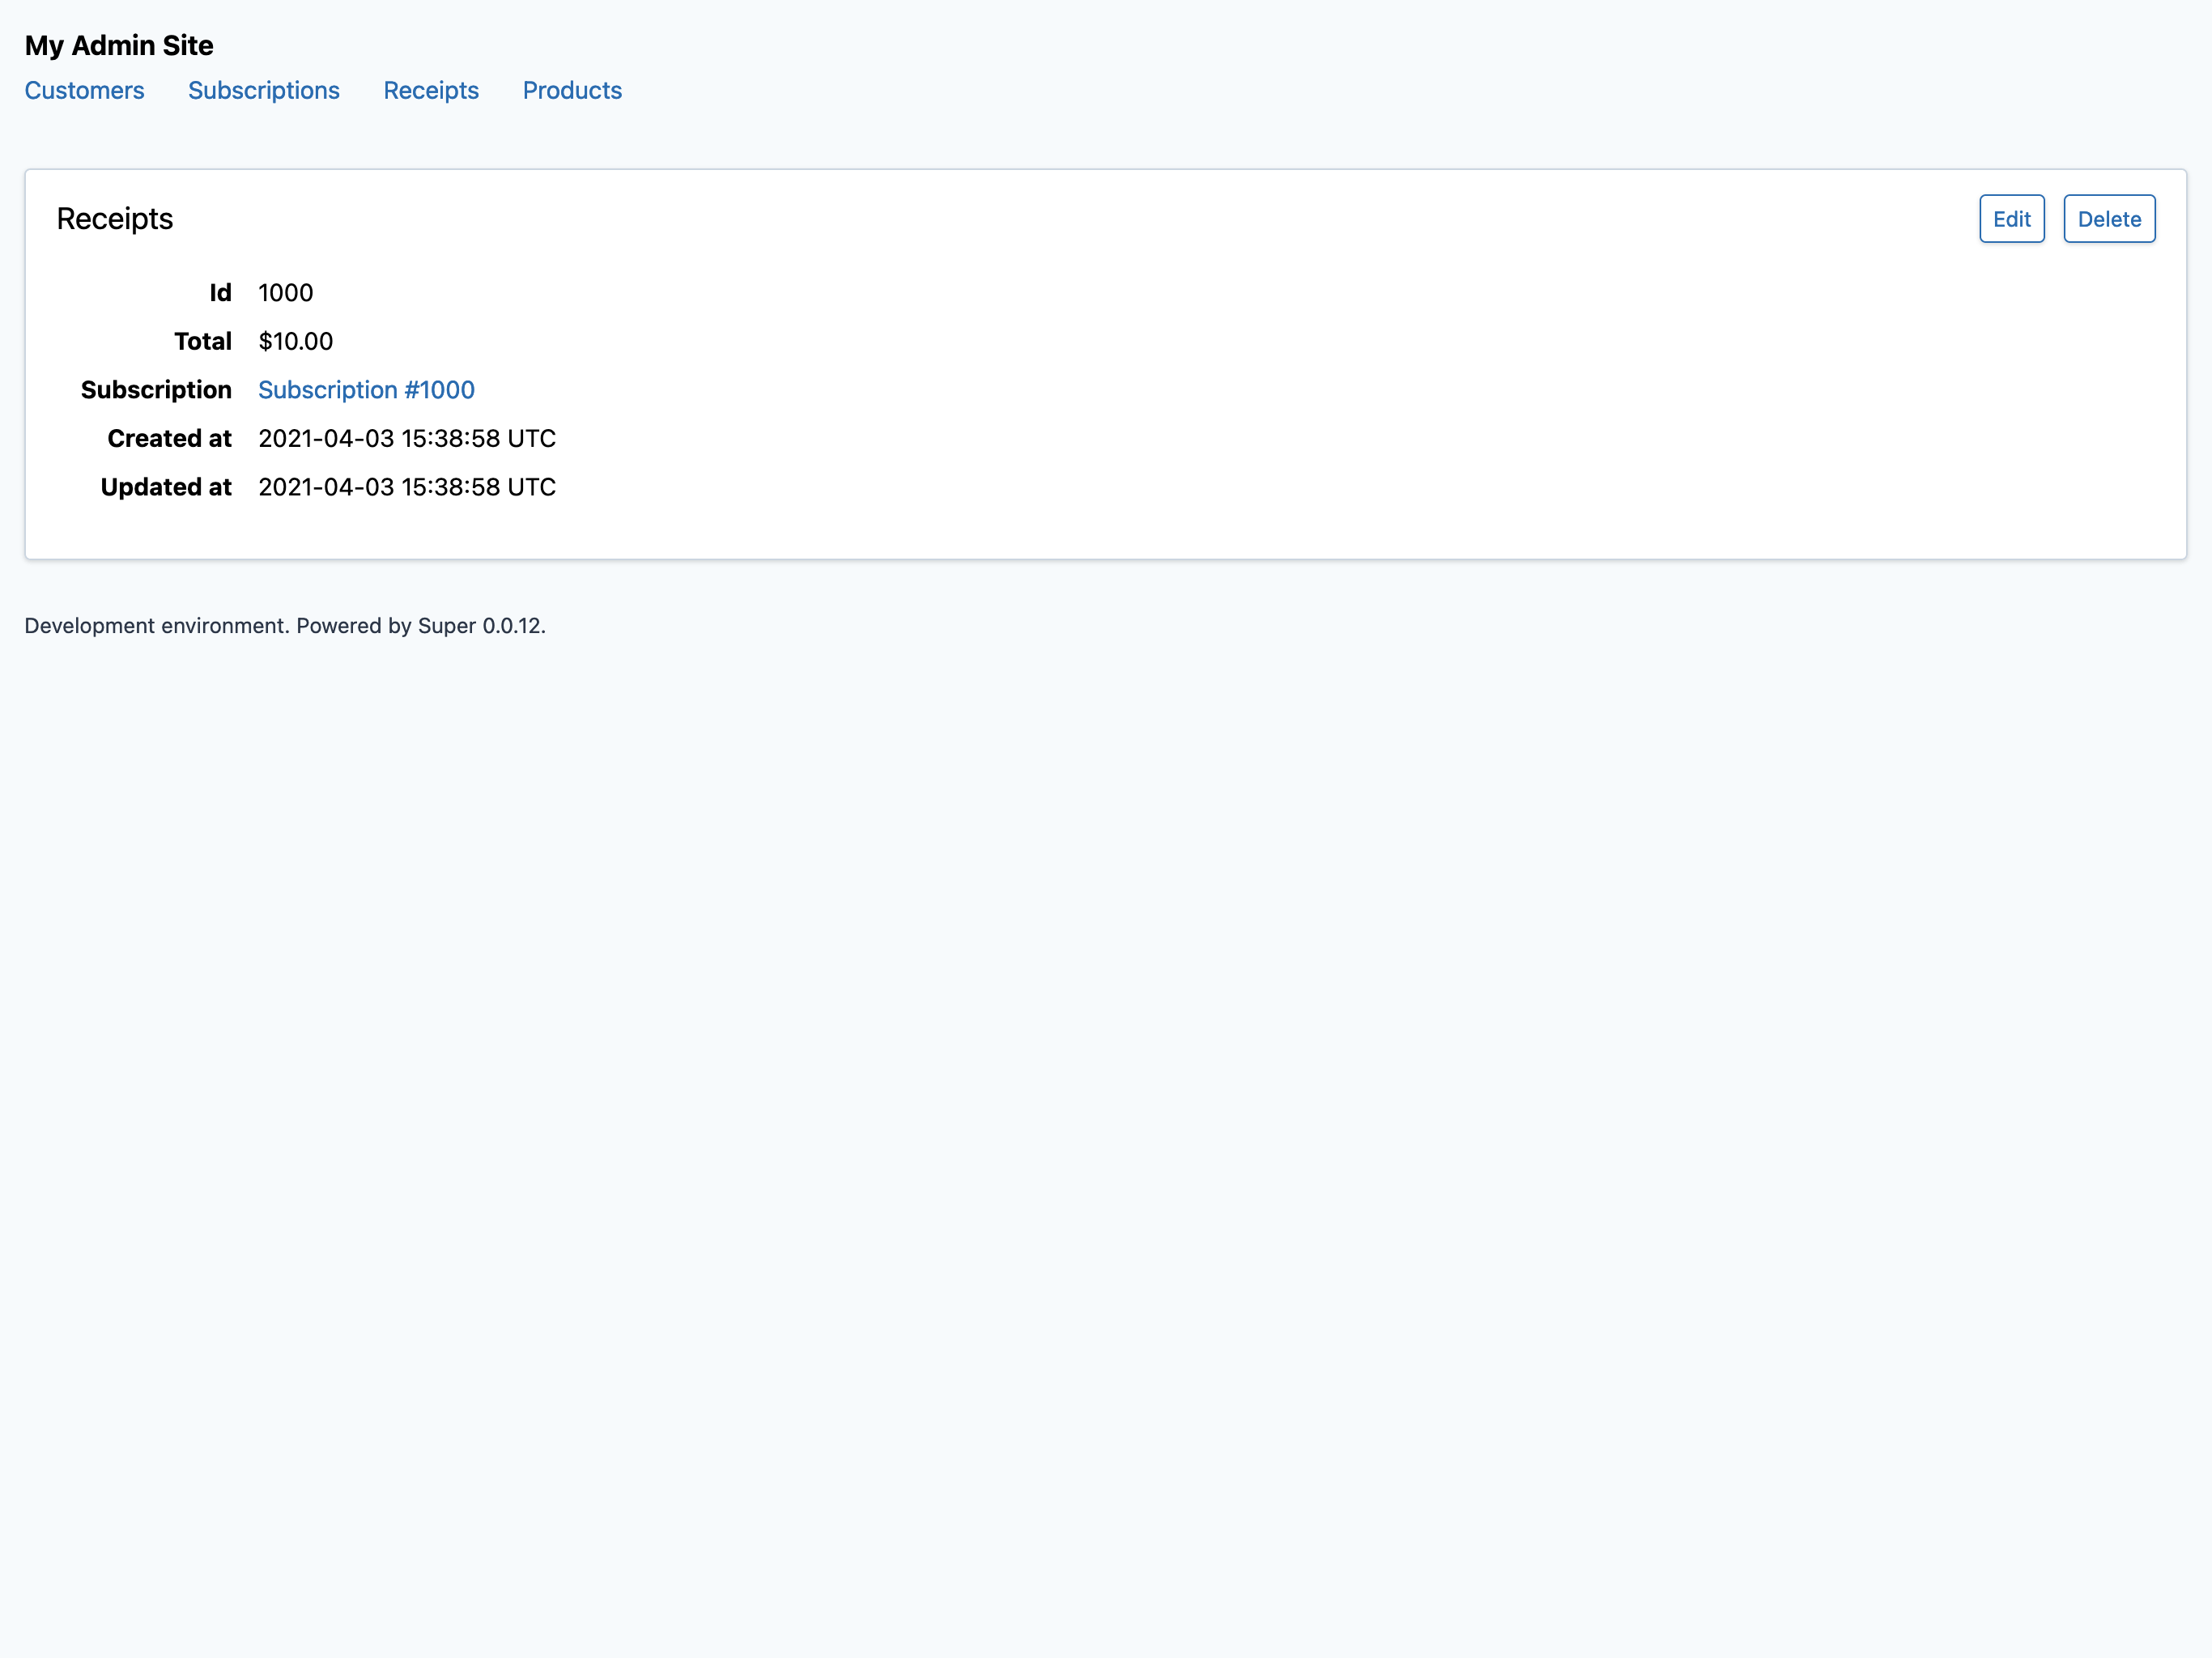 My Admin Site
Customers Subscriptions Receipts Products
Receipts Edit Delete
Id 1000
Total $10.00
Subscription Subscription #1000
Created at 2021-04-03 15:38:58 UTC
Updated at 2021-04-03 15:38:58 UTC
Development environment. Powered by Super 0.0.12.